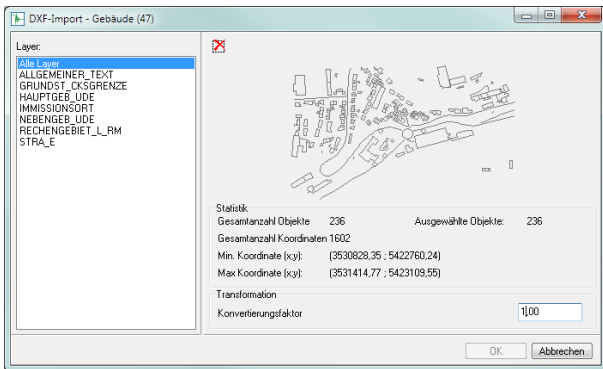 DXF-Import - Gebäude (47)
Layer:
Alle Layer
ALLGEMEINER_TEXT
GRUNDST_CKSGRENZE
HAUPTGEB_UDE
IMMISSIONSORT
NEBENGEB_UDE
RECHENGEBIET_L_RM
STRA_E
Statistik
Gesamtanzahl Objekte 236 Ausgewählte Objekte: 236
Gesamtanzahl Koordinaten 1602
Min. Koordinate (x;y): (3530828,35 ; 5422760,24)
Max Koordinate (x;y): (3531414,77 ; 5423109,55)
Transformation
Konvertierungsfaktor 1,00
OK Abbrechen